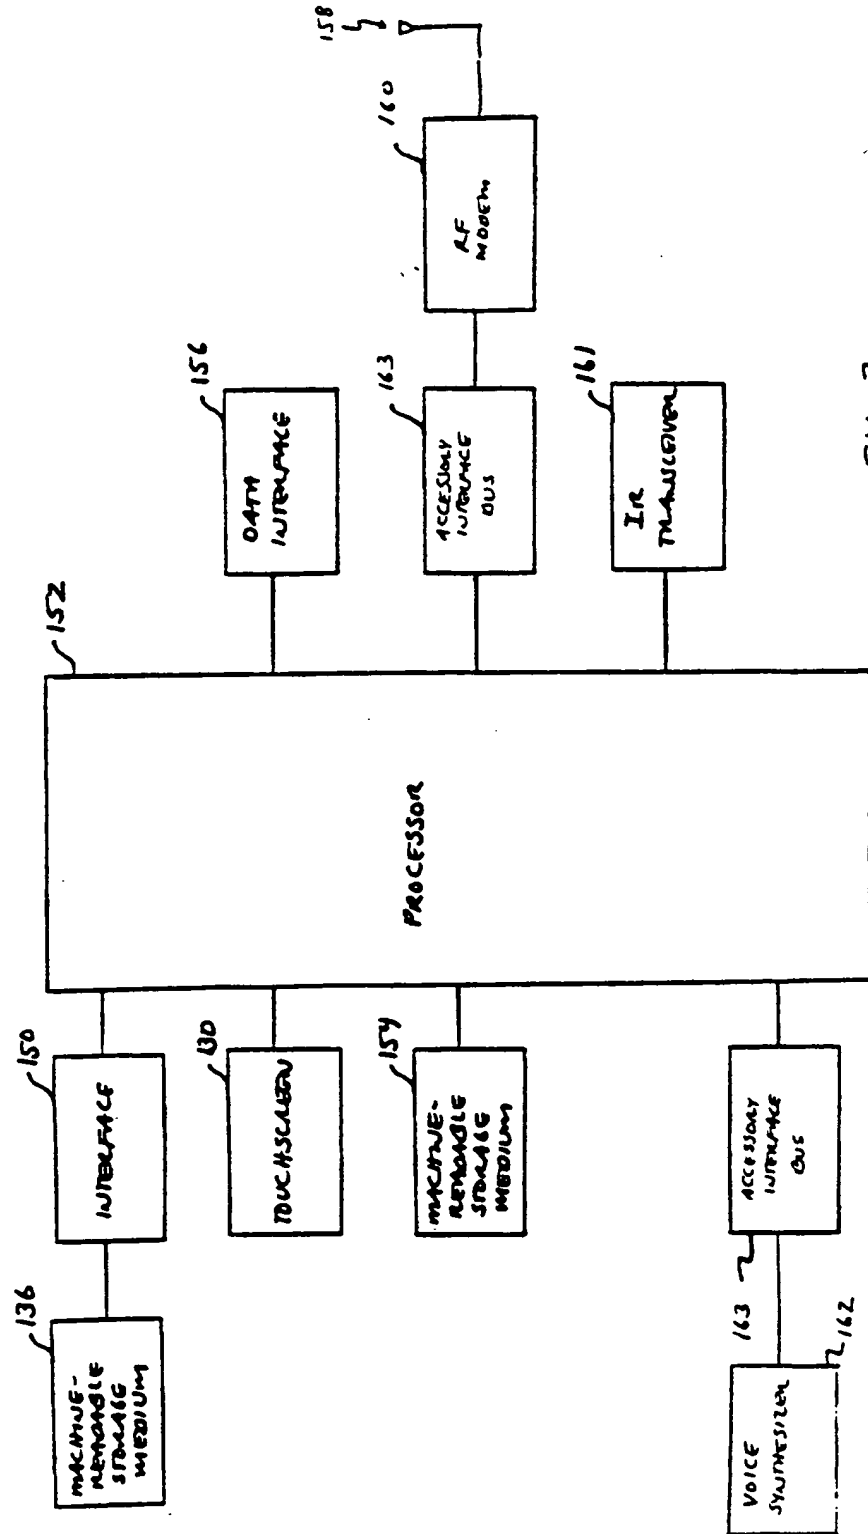 136
MACHINE-
READABLE
STORAGE
MEDIUM
150
INTERFACE
130
TOUCHSCREEN
154
MACHINE-
READABLE
STORAGE
MEDIUM
163
ACCESSORY
INTERFACE
BUS
162
VOICE
SYNTHESIZER
152
PROCESSOR
156
DATA
INTERFACE
163
ACCESSORY
INTERFACE
BUS
160
RF
MODEM
158
161
IR
TRANSCEIVER